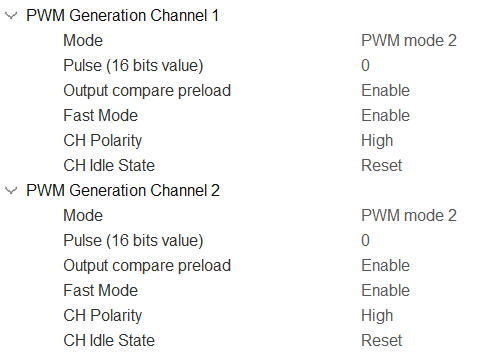 PWM Generation Channel 1
Mode PWM mode 2
Pulse (16 bits value) 0
Output compare preload Enable
Fast Mode Enable
CH Polarity High
CH Idle State Reset
PWM Generation Channel 2
Mode PWM mode 2
Pulse (16 bits value) 0
Output compare preload Enable
Fast Mode Enable
CH Polarity High
CH Idle State Reset